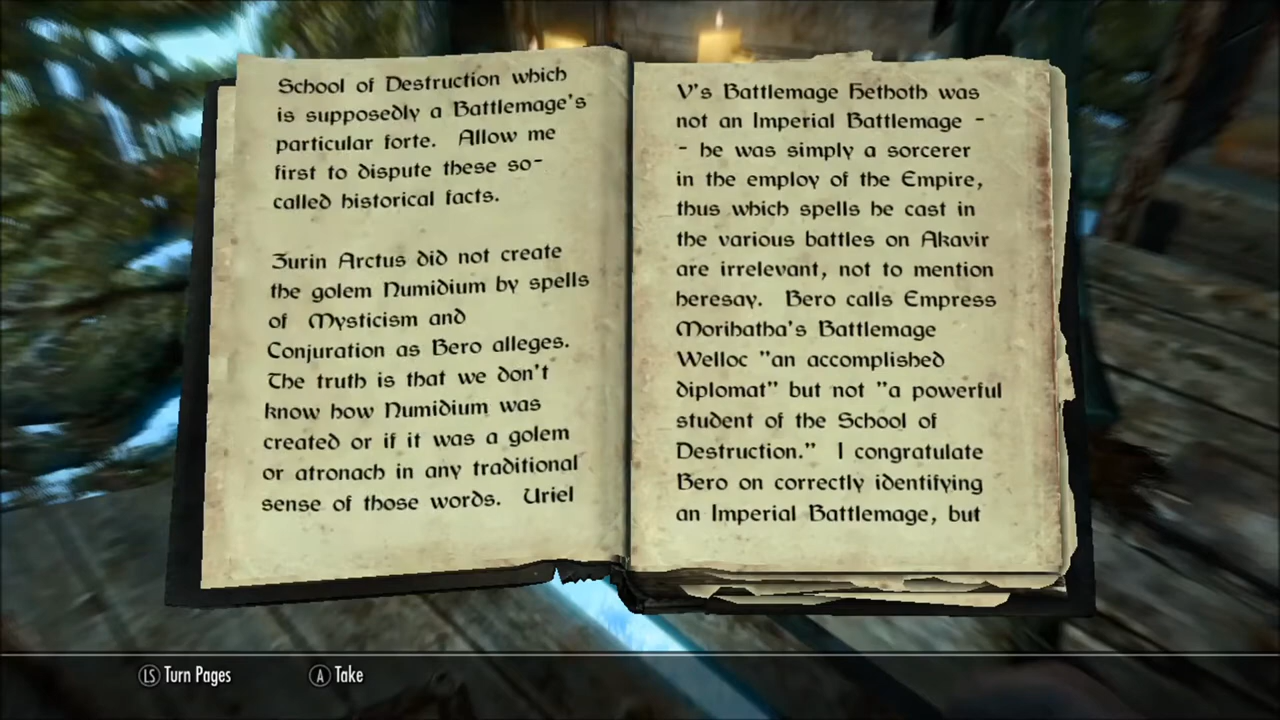 School of Destruction which
is supposedly a Battlemage's
particular forte. Allow me
first to dispute these so-
called historical facts.
Zurin Arctus did not create
the golem Numidium by spells
of Mysticism and
Conjuration as Bero alleges.
The truth is that we don't
know how Numidium was
created or if it was a golem
or atronach in any traditional
sense of those words. Uriel
V's Battlemage Hethoth was
not an Imperial Battlemage -
- he was simply a sorcerer
in the employ of the Empire,
thus which spells he cast in
the various battles on Akavir
are irrelevant, not to mention
heresay. Bero calls Empress
Morihatha's Battlemage
Welloc "an accomplished
diplomat" but not "a powerful
student of the School of
Destruction." I congratulate
Bero on correctly identifying
an Imperial Battlemage, but
LS Turn Pages
A Take